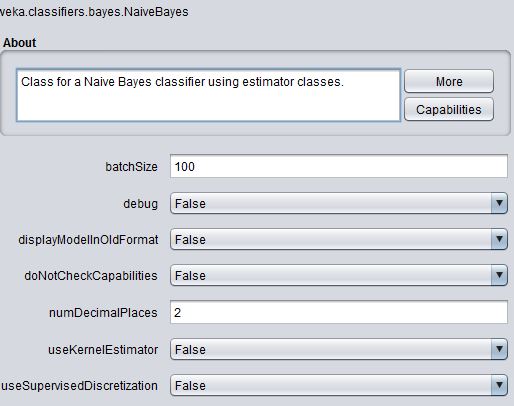 weka.classifiers.bayes.NaiveBayes
About
Class for a Naive Bayes classifier using estimator classes.
More
Capabilities
batchSize 100
debug False
displayModelInOldFormat False
doNotCheckCapabilities False
numDecimalPlaces 2
useKernelEstimator False
useSupervisedDiscretization False